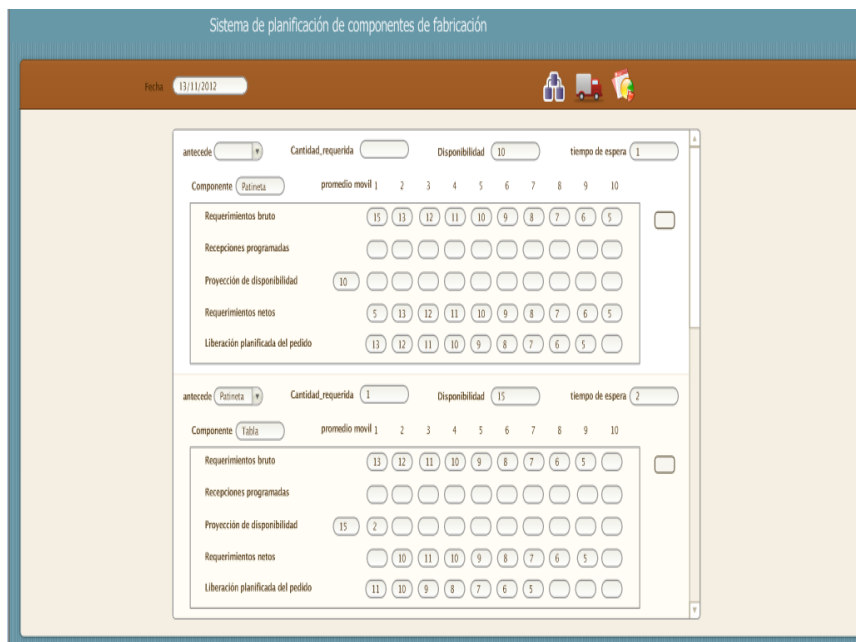 Sistema de planificación de componentes de fabricación
Fecha 13/11/2012
antecede Cantidad_requerida Disponibilidad 10 tiempo de espera 1
Componente Patineta promedio movil 1 2 3 4 5 6 7 8 9 10
Requerimientos bruto 15 13 12 11 10 9 8 7 6 5
Recepciones programadas
Proyección de disponibilidad 10
Requerimientos netos 5 13 12 11 10 9 8 7 6 5
Liberación planificada del pedido 13 12 11 10 9 8 7 6 5
antecede Patineta Cantidad_requerida 1 Disponibilidad 15 tiempo de espera 2
Componente Tabla promedio movil 1 2 3 4 5 6 7 8 9 10
Requerimientos bruto 13 12 11 10 9 8 7 6 5
Recepciones programadas
Proyección de disponibilidad 15 2
Requerimientos netos 10 11 10 9 8 7 6 5
Liberación planificada del pedido 11 10 9 8 7 6 5